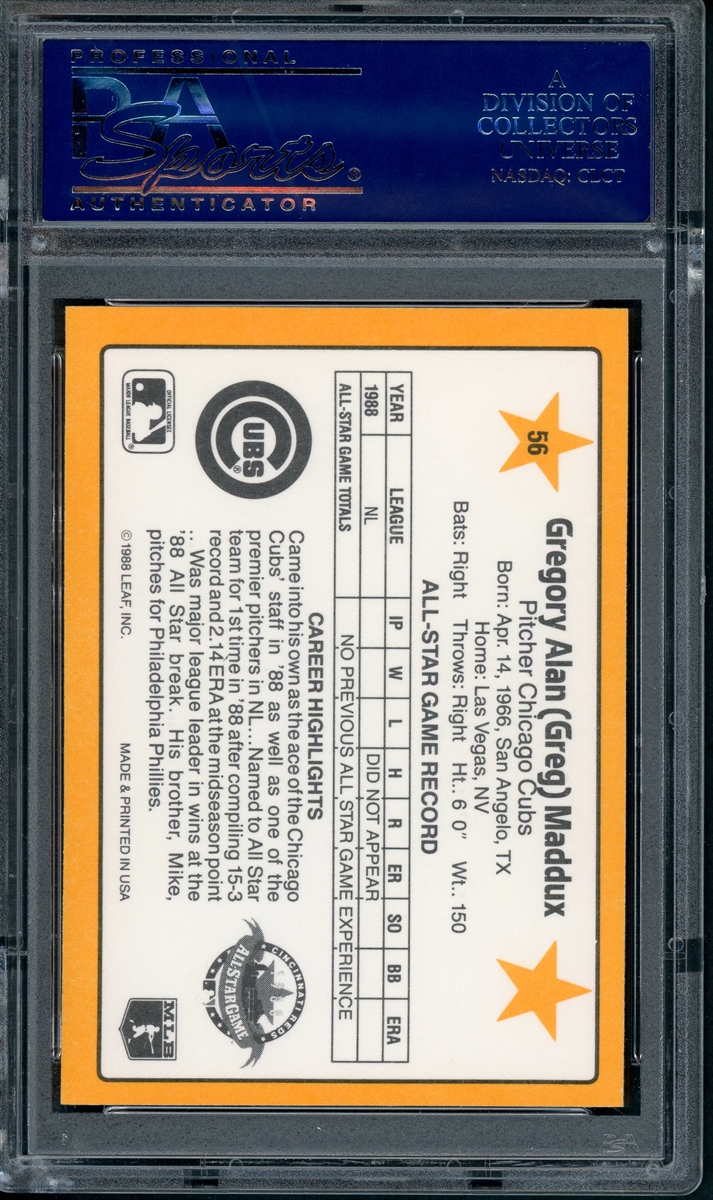 PROFESSIONAL
PSA
Sports®
AUTHENTICATOR
A
DIVISION OF
COLLECTORS
UNIVERSE
NASDAQ: CLCT
56
Gregory Alan (Greg) Maddux
Pitcher Chicago Cubs
Born: Apr. 14, 1966, San Angelo, TX
Home: Las Vegas, NV
Bats: Right Throws: Right Ht.. 6 0" Wt.. 150
ALL-STAR GAME RECORD
YEAR LEAGUE IP W L H R ER SO BB ERA
1988 NL DID NOT APPEAR
ALL-STAR GAME TOTALS NO PREVIOUS ALL STAR GAME EXPERIENCE
CUBS®
CAREER HIGHLIGHTS
Came into his own as the ace of the Chicago
Cubs' staff in '88 as well as one of the
premier pitchers in NL... Named to All Star
team for 1st time in '88 after compiling 15-3
record and 2.14 ERA at the midseason point
... Was major league leader in wins at the
'88 All Star break. His brother, Mike,
pitches for Philadelphia Phillies.
CINCINNATI REDS
1988
ALL STAR GAME
OFFICIAL LICENSEE
MAJOR LEAGUE BASEBALL®
© 1988 LEAF, INC.
MADE & PRINTED IN USA
MLB
PSA